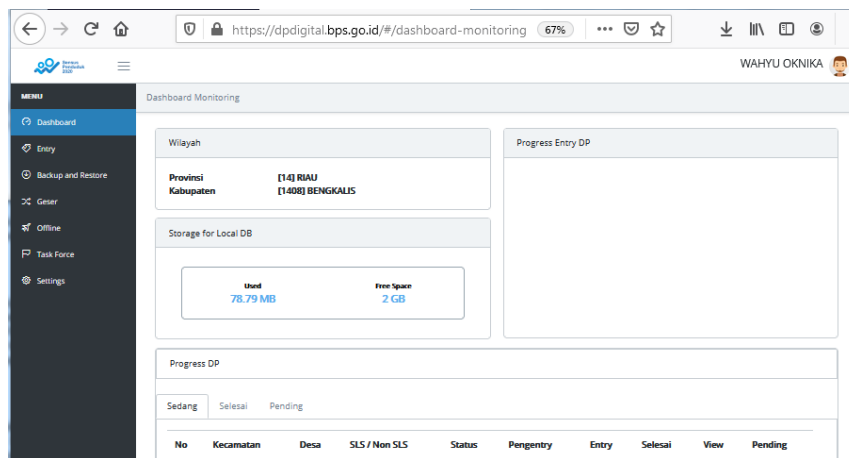 https://dpdigital.bps.go.id/#/dashboard-monitoring 67%
Sensus
Penduduk
2020
WAHYU OKNIKA
MENU
Dashboard Monitoring
Dashboard
Entry
Backup and Restore
Geser
Offline
Task Force
Settings
Wilayah
Provinsi [14] RIAU
Kabupaten [1408] BENGKALIS
Progress Entry DP
Storage for Local DB
Used Free Space
78.79 MB 2 GB
Progress DP
Sedang Selesai Pending
No Kecamatan Desa SLS / Non SLS Status Pengentry Entry Selesai View Pending